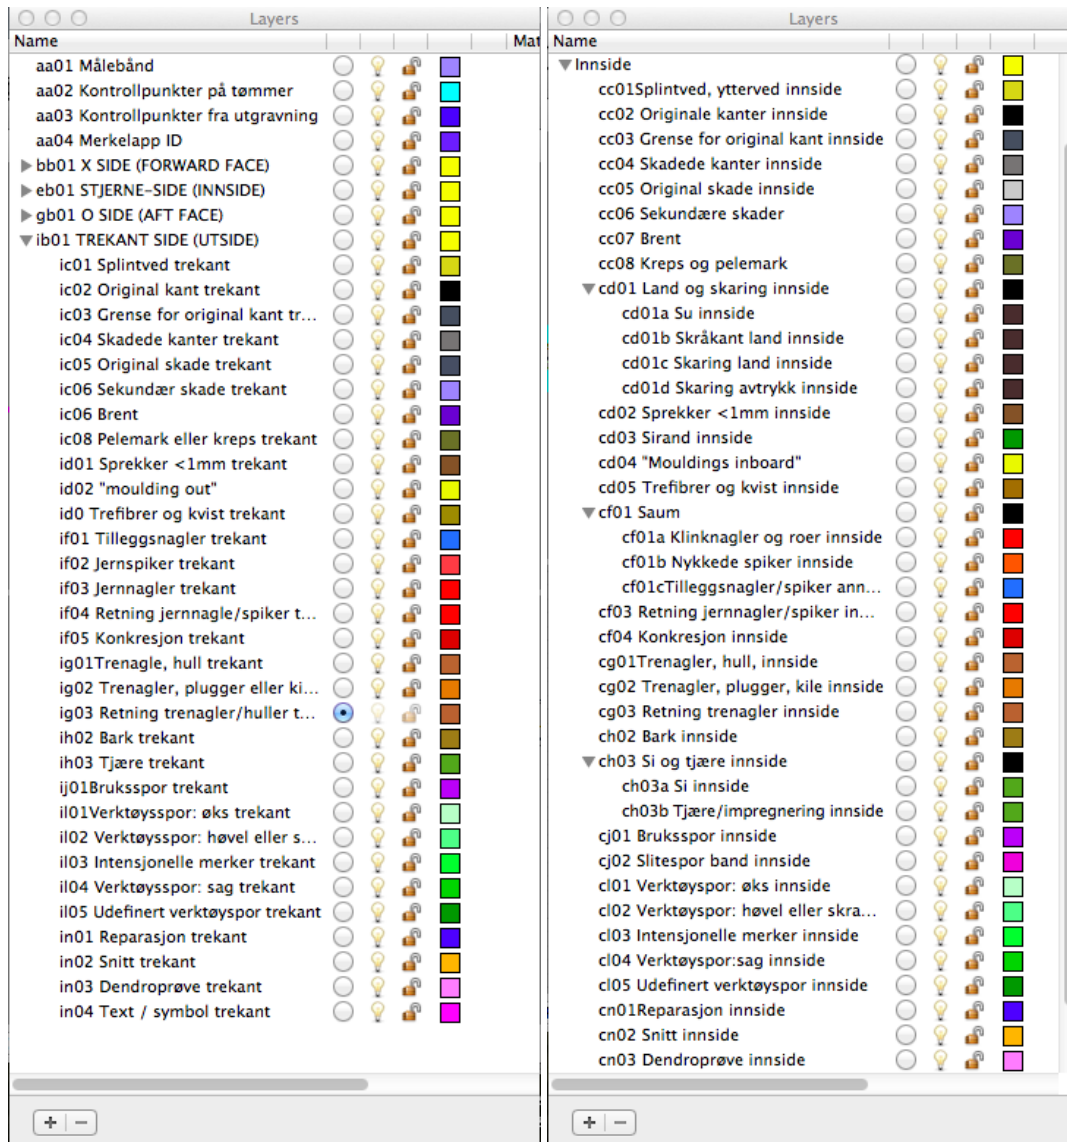 Layers
Name
Mat
aa01 Målebånd
aa02 Kontrollpunkter på tømmer
aa03 Kontrollpunkter fra utgravning
aa04 Merkelapp ID
bb01 X SIDE (FORWARD FACE)
eb01 STJERNE-SIDE (INNSIDE)
gb01 O SIDE (AFT FACE)
ib01 TREKANT SIDE (UTSIDE)
ic01 Splintved trekant
ic02 Original kant trekant
ic03 Grense for original kant tr...
ic04 Skadede kanter trekant
ic05 Original skade trekant
ic06 Sekundær skade trekant
ic06 Brent
ic08 Pelemark eller kreps trekant
id01 Sprekker <1mm trekant
id02 "moulding out"
id0 Trefibrer og kvist trekant
if01 Tilleggsnagler trekant
if02 Jernspiker trekant
if03 Jernnagler trekant
if04 Retning jernnagle/spiker t...
if05 Konkresjon trekant
ig01Trenagle, hull trekant
ig02 Trenagler, plugger eller ki...
ig03 Retning trenagler/huller t...
ih02 Bark trekant
ih03 Tjære trekant
ij01Bruksspor trekant
il01Verktøysspor: øks trekant
il02 Verktøysspor: høvel eller s...
il03 Intensjonelle merker trekant
il04 Verktøysspor: sag trekant
il05 Udefinert verktøyspor trekant
in01 Reparasjon trekant
in02 Snitt trekant
in03 Dendroprøve trekant
in04 Text / symbol trekant
Layers
Name
Innside
cc01Splintved, ytterved innside
cc02 Originale kanter innside
cc03 Grense for original kant innside
cc04 Skadede kanter innside
cc05 Original skade innside
cc06 Sekundære skader
cc07 Brent
cc08 Kreps og pelemark
cd01 Land og skaring innside
cd01a Su innside
cd01b Skråkant land innside
cd01c Skaring land innside
cd01d Skaring avtrykk innside
cd02 Sprekker <1mm innside
cd03 Sirand innside
cd04 "Mouldings inboard"
cd05 Trefibrer og kvist innside
cf01 Saum
cf01a Klinknagler og roer innside
cf01b Nykkede spiker innside
cf01cTilleggsnagler/spiker ann...
cf03 Retning jernnagler/spiker in...
cf04 Konkresjon innside
cg01Trenagler, hull, innside
cg02 Trenagler, plugger, kile innside
cg03 Retning trenagler innside
ch02 Bark innside
ch03 Si og tjære innside
ch03a Si innside
ch03b Tjære/impregnering innside
cj01 Bruksspor innside
cj02 Slitespor band innside
cl01 Verktøyspor: øks innside
cl02 Verktøyspor: høvel eller skra...
cl03 Intensjonelle merker innside
cl04 Verktøyspor:sag innside
cl05 Udefinert verktøyspor innside
cn01Reparasjon innside
cn02 Snitt innside
cn03 Dendroprøve innside